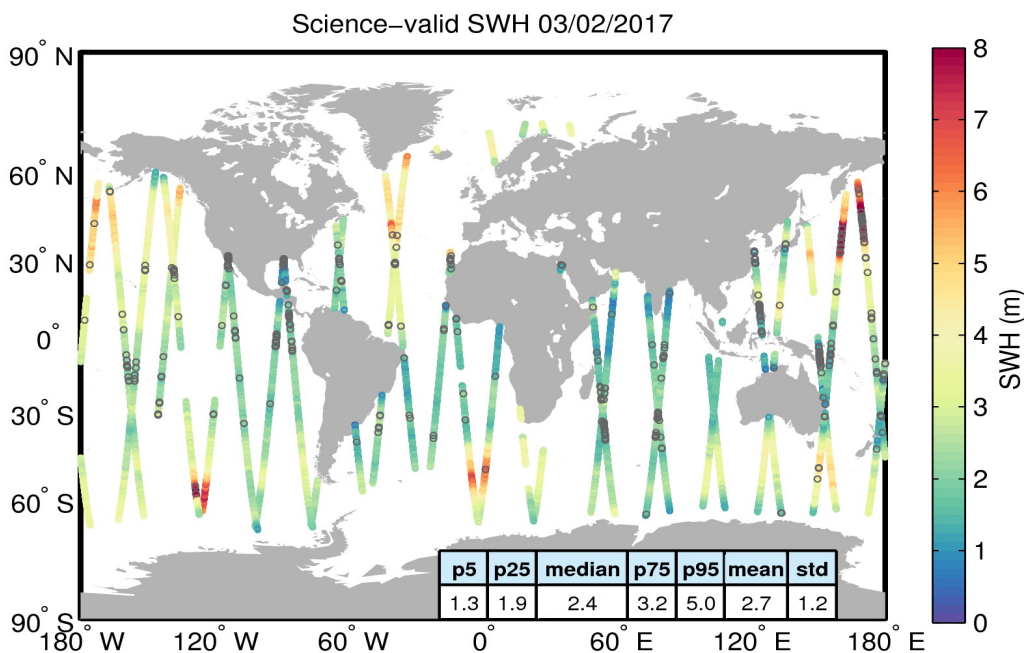 Science−valid SWH 03/02/2017
90° N
60° N
30° N
0°
30° S
60° S
90° S
180° W
120° W
60° W
0°
60° E
120° E
180° E
p5 p25 median p75 p95 mean std
1.3 1.9 2.4 3.2 5.0 2.7 1.2
8
7
6
5
4
3
2
1
0
SWH (m)